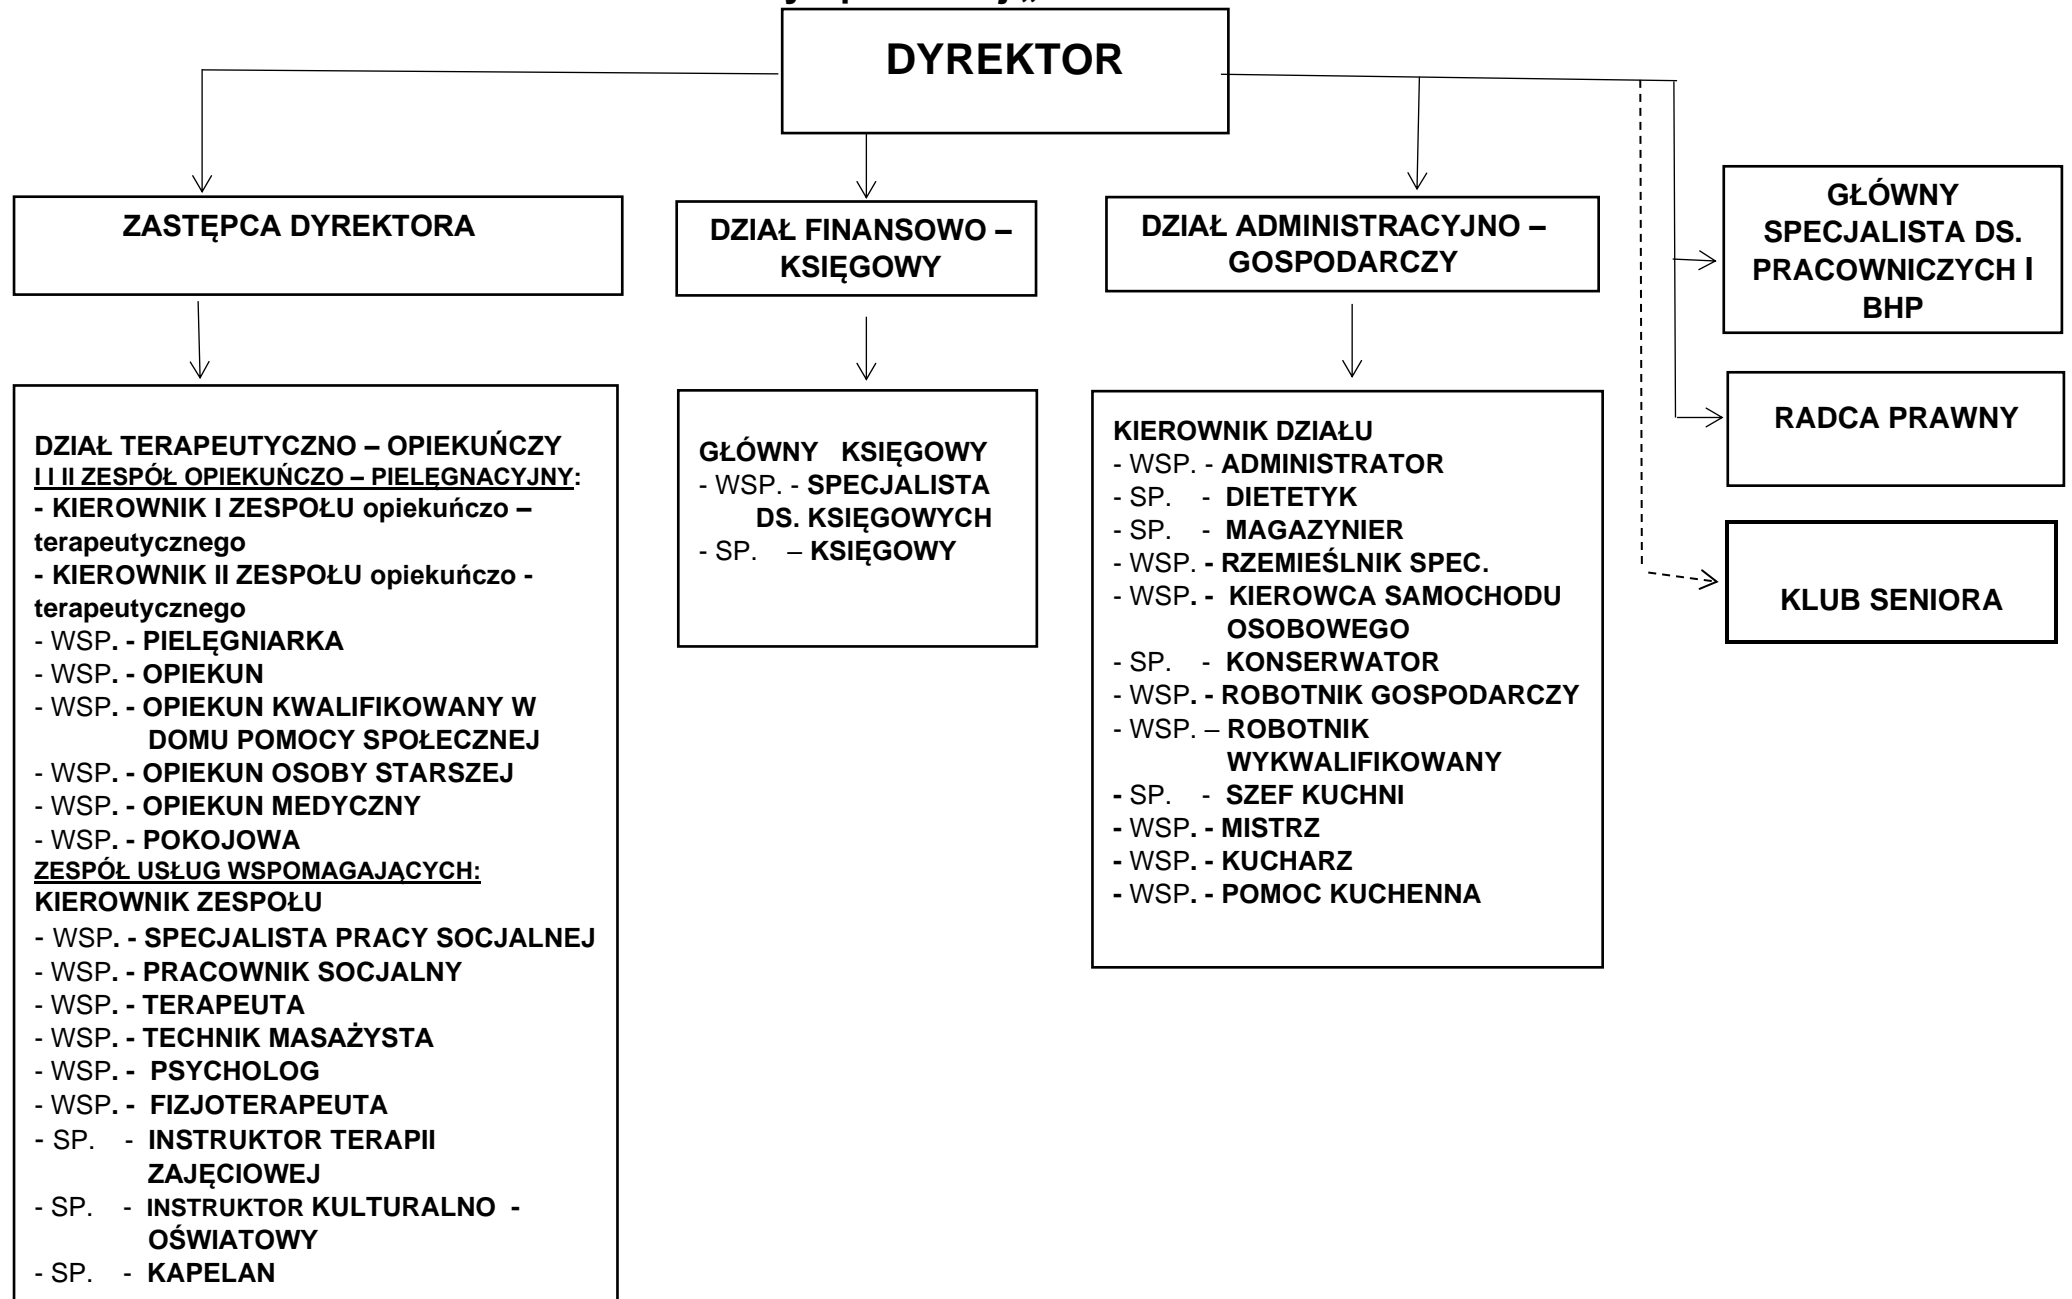 DYREKTOR
ZASTĘPCA DYREKTORA
DZIAŁ FINANSOWO –
KSIĘGOWY
DZIAŁ ADMINISTRACYJNO –
GOSPODARCZY
GŁÓWNY
SPECJALISTA DS.
PRACOWNICZYCH I
BHP
RADCA PRAWNY
KLUB SENIORA
DZIAŁ TERAPEUTYCZNO – OPIEKUŃCZY
I I II ZESPÓŁ OPIEKUŃCZO – PIELĘGNACYJNY:
- KIEROWNIK I ZESPOŁU opiekuńczo –
terapeutycznego
- KIEROWNIK II ZESPOŁU opiekuńczo -
terapeutycznego
- WSP. - PIELĘGNIARKA
- WSP. - OPIEKUN
- WSP. - OPIEKUN KWALIFIKOWANY W
DOMU POMOCY SPOŁECZNEJ
- WSP. - OPIEKUN OSOBY STARSZEJ
- WSP. - OPIEKUN MEDYCZNY
- WSP. - POKOJOWA
ZESPÓŁ USŁUG WSPOMAGAJĄCYCH:
KIEROWNIK ZESPOŁU
- WSP. - SPECJALISTA PRACY SOCJALNEJ
- WSP. - PRACOWNIK SOCJALNY
- WSP. - TERAPEUTA
- WSP. - TECHNIK MASAŻYSTA
- WSP. - PSYCHOLOG
- WSP. - FIZJOTERAPEUTA
- SP. - INSTRUKTOR TERAPII
ZAJĘCIOWEJ
- SP. - INSTRUKTOR KULTURALNO -
OŚWIATOWY
- SP. - KAPELAN
GŁÓWNY KSIĘGOWY
- WSP. - SPECJALISTA
DS. KSIĘGOWYCH
- SP. – KSIĘGOWY
KIEROWNIK DZIAŁU
- WSP. - ADMINISTRATOR
- SP. - DIETETYK
- SP. - MAGAZYNIER
- WSP. - RZEMIEŚLNIK SPEC.
- WSP. - KIEROWCA SAMOCHODU
OSOBOWEGO
- SP. - KONSERWATOR
- WSP. - ROBOTNIK GOSPODARCZY
- WSP. – ROBOTNIK
WYKWALIFIKOWANY
- SP. - SZEF KUCHNI
- WSP. - MISTRZ
- WSP. - KUCHARZ
- WSP. - POMOC KUCHENNA